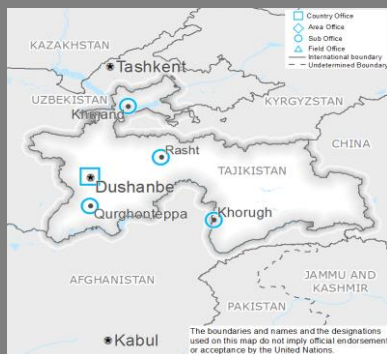 Country Office
Area Office
Sub Office
Field Office
International boundary
Undetermined Boundary
KAZAKHSTAN
Tashkent
UZBEKISTAN
KYRGYZSTAN
Khujand
CHINA
Rasht
TAJIKISTAN
Dushanbe
Qurghonteppa
Khorugh
AFGHANISTAN
JAMMU AND
KASHMIR
PAKISTAN
Kabul
The boundaries and names and the designations
used on this map do not imply official endorsement
or acceptance by the United Nations.